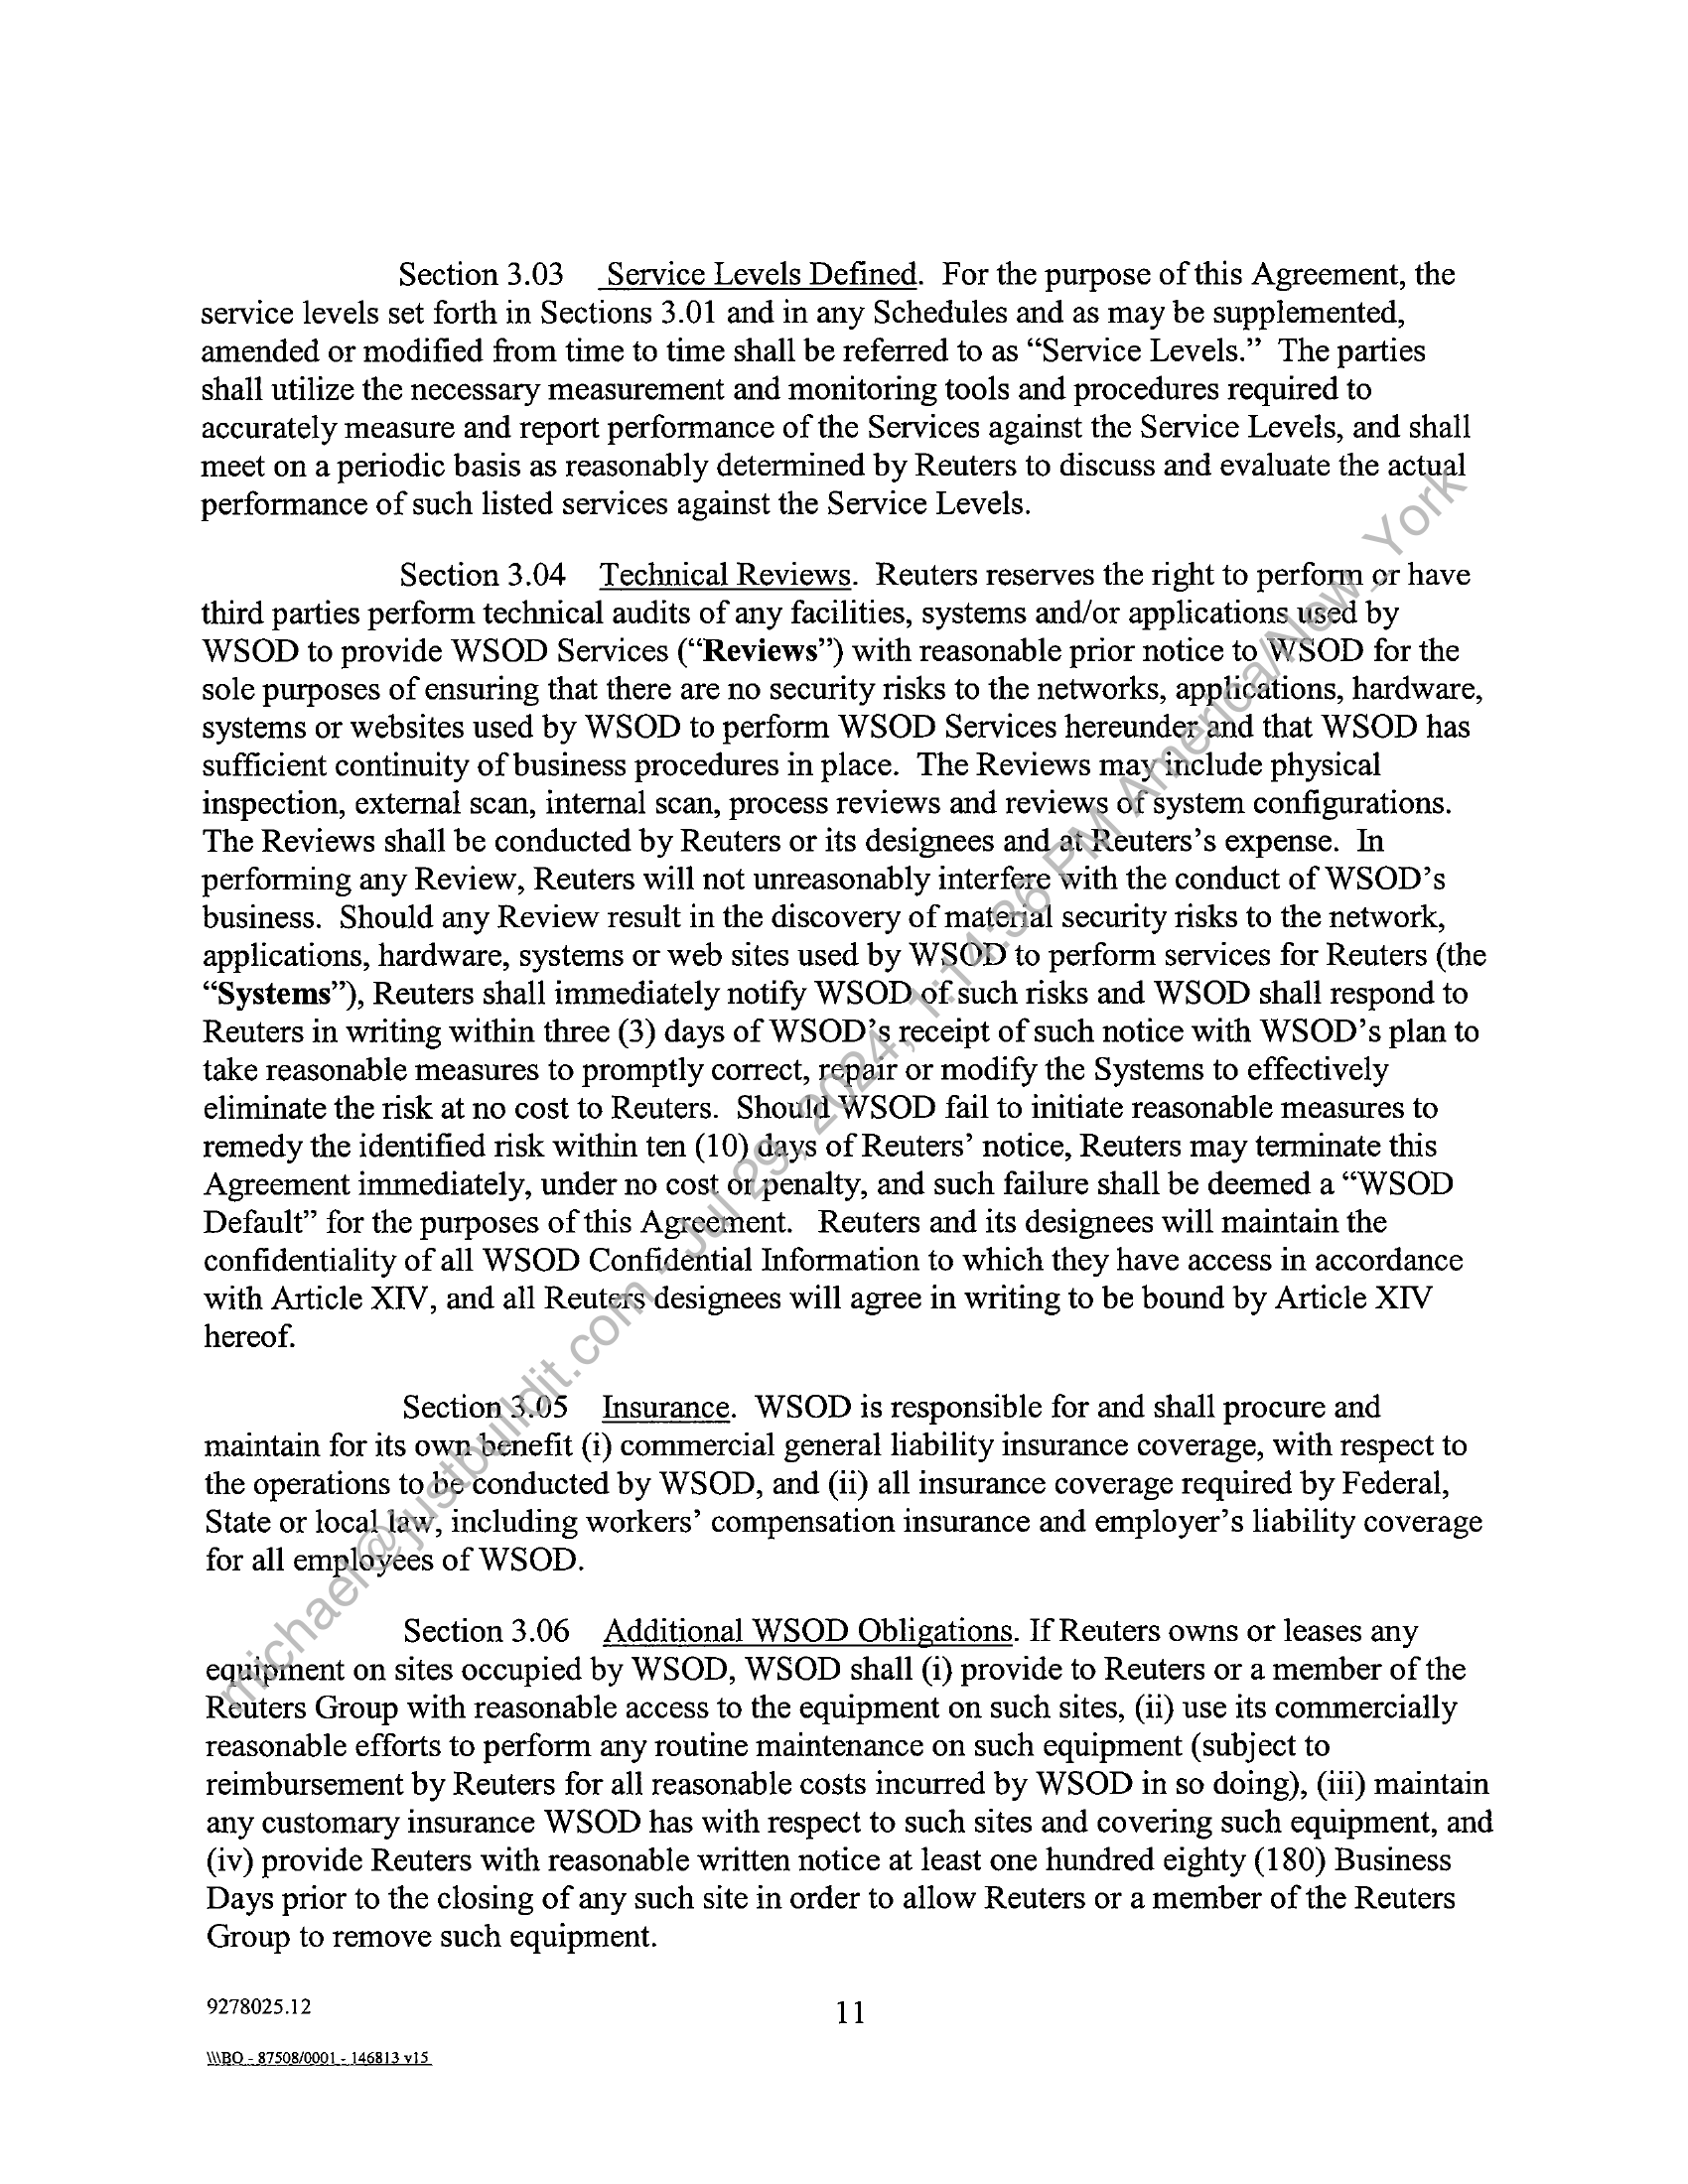 Section 3.03 Service Levels Defined. For the purpose of this Agreement, the
service levels set forth in Sections 3.01 and in any Schedules and as may be supplemented,
amended or modified from time to time shall be referred to as “Service Levels.” The parties
shall utilize the necessary measurement and monitoring tools and procedures required to
accurately measure and report performance of the Services against the Service Levels, and shall
meet on a periodic basis as reasonably determined by Reuters to discuss and evaluate the actual
performance of such listed services against the Service Levels.
Section 3.04 Technical Reviews. Reuters reserves the right to perform or have
third parties perform technical audits of any facilities, systems and/or applications used by
WSOD to provide WSOD Services (“Reviews”) with reasonable prior notice to WSOD for the
sole purposes of ensuring that there are no security risks to the networks, applications, hardware,
systems or websites used by WSOD to perform WSOD Services hereunder and that WSOD has
sufficient continuity of business procedures in place. The Reviews may include physical
inspection, external scan, internal scan, process reviews and reviews of system configurations.
The Reviews shall be conducted by Reuters or its designees and at Reuters’s expense. In
performing any Review, Reuters will not unreasonably interfere with the conduct of WSOD’s
business. Should any Review result in the discovery of material security risks to the network,
applications, hardware, systems or web sites used by WSOD to perform services for Reuters (the
“Systems”), Reuters shall immediately notify WSOD of such risks and WSOD shall respond to
Reuters in writing within three (3) days of WSOD’s receipt of such notice with WSOD’s plan to
take reasonable measures to promptly correct, repair or modify the Systems to effectively
eliminate the risk at no cost to Reuters. Should WSOD fail to initiate reasonable measures to
remedy the identified risk within ten (10) days of Reuters’ notice, Reuters may terminate this
Agreement immediately, under no cost or penalty, and such failure shall be deemed a “WSOD
Default” for the purposes of this Agreement. Reuters and its designees will maintain the
confidentiality of all WSOD Confidential Information to which they have access in accordance
with Article XIV, and all Reuters designees will agree in writing to be bound by Article XIV
hereof.
Section 3.05 Insurance. WSOD is responsible for and shall procure and
maintain for its own benefit (i) commercial general liability insurance coverage, with respect to
the operations to be conducted by WSOD, and (ii) all insurance coverage required by Federal,
State or local law, including workers’ compensation insurance and employer’s liability coverage
for all employees of WSOD.
Section 3.06 Additional WSOD Obligations. If Reuters owns or leases any
equipment on sites occupied by WSOD, WSOD shall (i) provide to Reuters or a member of the
Reuters Group with reasonable access to the equipment on such sites, (ii) use its commercially
reasonable efforts to perform any routine maintenance on such equipment (subject to
reimbursement by Reuters for all reasonable costs incurred by WSOD in so doing), (iii) maintain
any customary insurance WSOD has with respect to such sites and covering such equipment, and
(iv) provide Reuters with reasonable written notice at least one hundred eighty (180) Business
Days prior to the closing of any such site in order to allow Reuters or a member of the Reuters
Group to remove such equipment.
9278025.12
11
\\\BO - 87508/0001 - 146813 v15
michael@justbuildit.com - Jul 29, 2024, 1:14:36 PM America/New_York